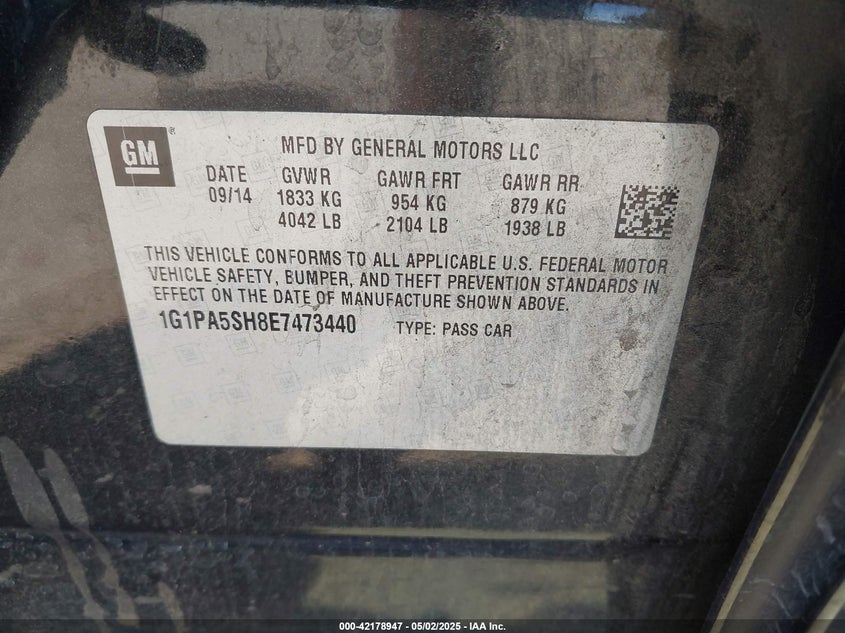 GM
®
MFD BY GENERAL MOTORS LLC
DATE GVWR GAWR FRT GAWR RR
09/14 1833 KG 954 KG 879 KG
4042 LB 2104 LB 1938 LB
THIS VEHICLE CONFORMS TO ALL APPLICABLE U.S. FEDERAL MOTOR
VEHICLE SAFETY, BUMPER, AND THEFT PREVENTION STANDARDS IN
EFFECT ON THE DATE OF MANUFACTURE SHOWN ABOVE.
1G1PA5SH8E7473440 TYPE: PASS CAR
000-42178947 - 05/02/2025 - IAA Inc.